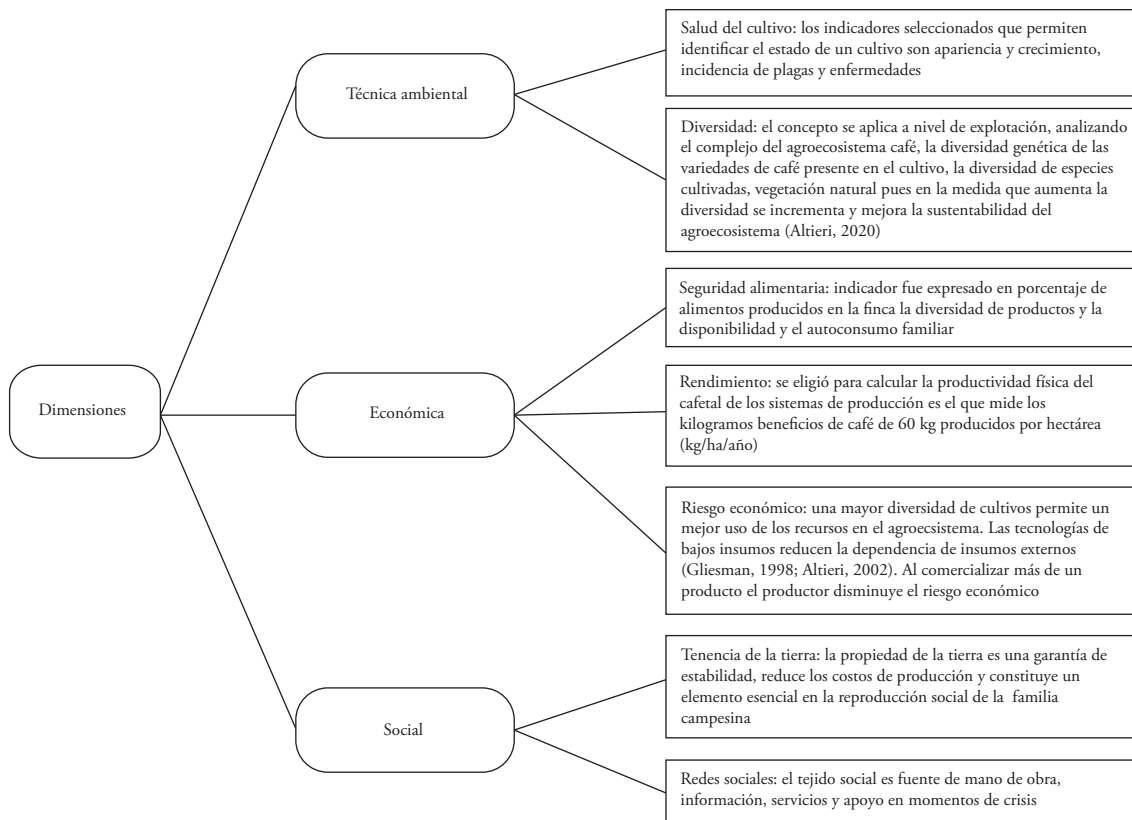 Dimensiones
Técnica ambiental
Salud del cultivo: los indicadores seleccionados que permiten
identificar el estado de un cultivo son apariencia y crecimiento,
incidencia de plagas y enfermedades
Diversidad: el concepto se aplica a nivel de explotación, analizando
el complejo del agroecosistema café, la diversidad genética de las
variedades de café presente en el cultivo, la diversidad de especies
cultivadas, vegetación natural pues en la medida que aumenta la
diversidad se incrementa y mejora la sustentabilidad del
agroecosistema (Altieri, 2020)
Económica
Seguridad alimentaria: indicador fue expresado en porcentaje de
alimentos producidos en la finca la diversidad de productos y la
disponibilidad y el autoconsumo familiar
Rendimiento: se eligió para calcular la productividad física del
cafetal de los sistemas de producción es el que mide los
kilogramos beneficios de café de 60 kg producidos por hectárea
(kg/ha/año)
Riesgo económico: una mayor diversidad de cultivos permite un
mejor uso de los recursos en el agroecsistema. Las tecnologías de
bajos insumos reducen la dependencia de insumos externos
(Gliesman, 1998; Altieri, 2002). Al comercializar más de un
producto el productor disminuye el riesgo económico
Social
Tenencia de la tierra: la propiedad de la tierra es una garantía de
estabilidad, reduce los costos de producción y constituye un
elemento esencial en la reproducción social de la familia
campesina
Redes sociales: el tejido social es fuente de mano de obra,
información, servicios y apoyo en momentos de crisis